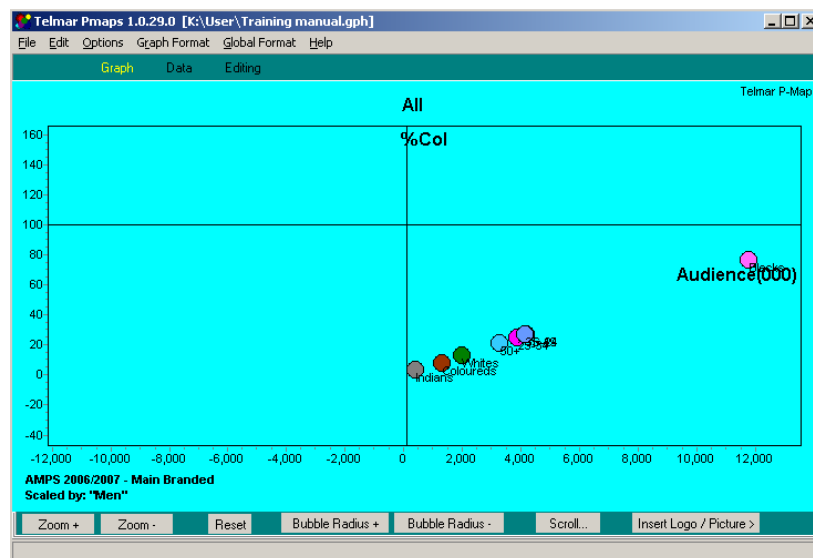 Telmar Pmaps 1.0.29.0 [K:\User\Training manual.gph]
File Edit Options Graph Format Global Format Help
Graph Data Editing
Telmar P-Map
All
%Col
160
140
120
100
80
60
40
20
0
-20
-40
Blacks
Audience(000)
50+
Whites
Coloureds
Indians
-12,000 -10,000 -8,000 -6,000 -4,000 -2,000 0 2,000 4,000 6,000 8,000 10,000 12,000
AMPS 2006/2007 - Main Branded
Scaled by: "Men"
Zoom + Zoom - Reset Bubble Radius + Bubble Radius - Scroll... Insert Logo / Picture >